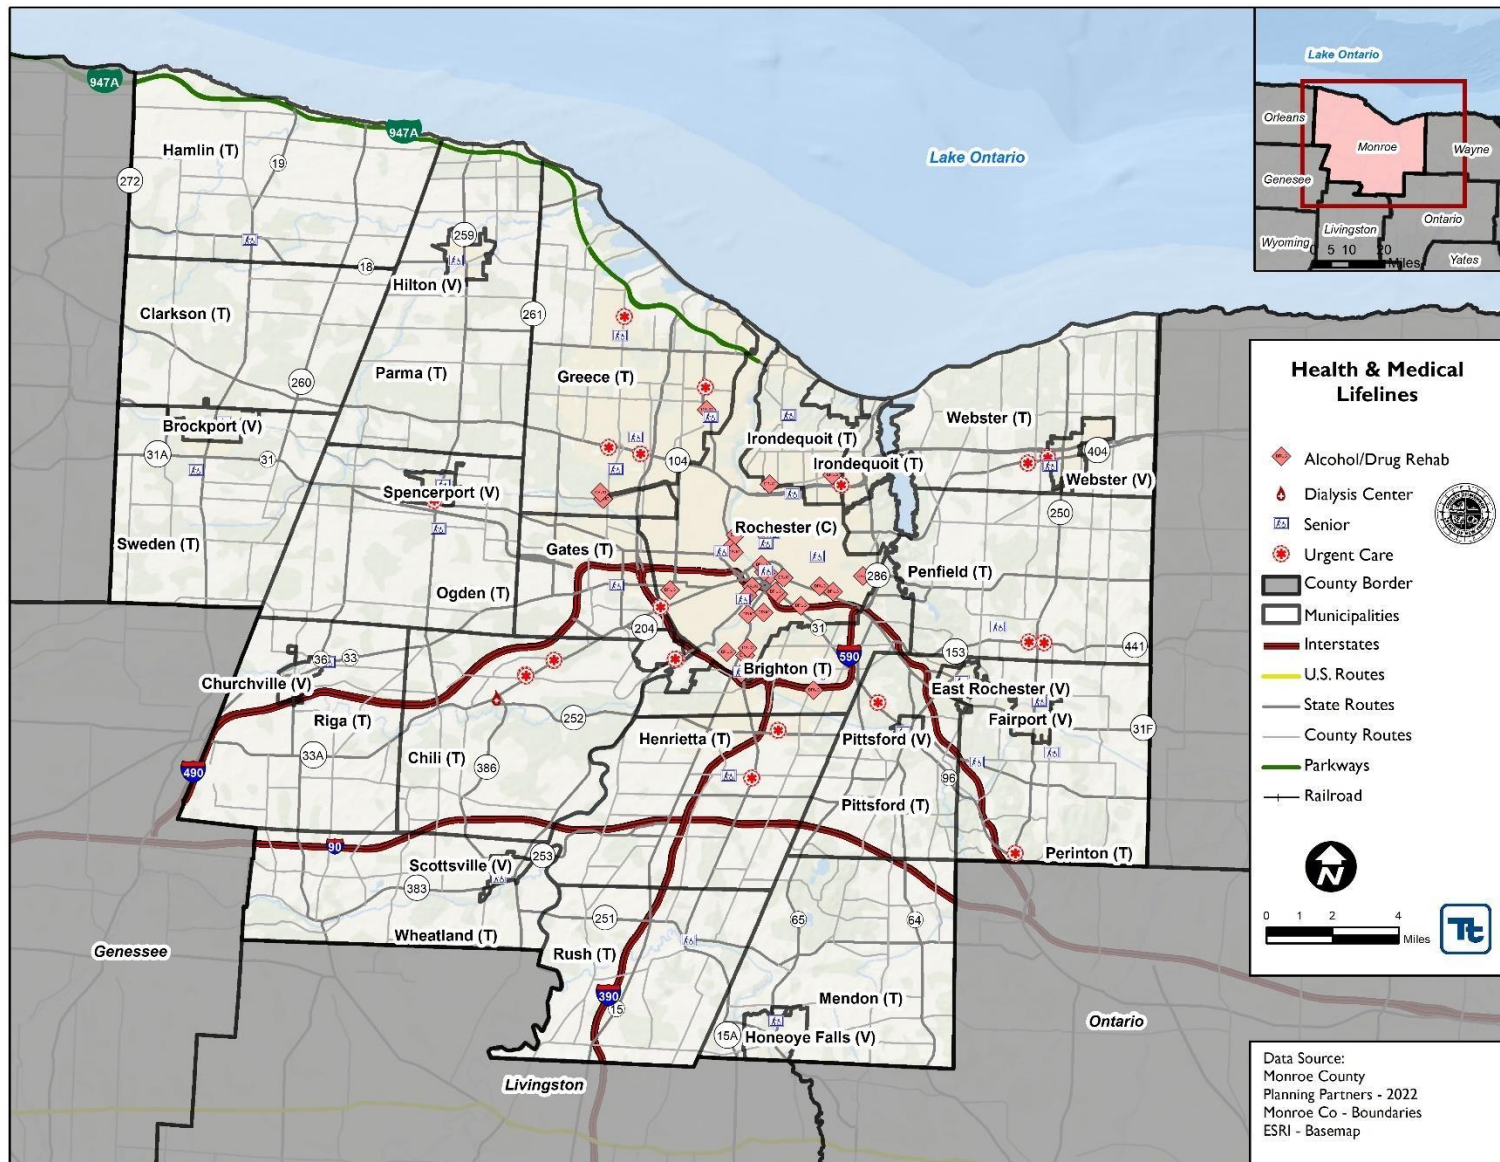 947A
947A
Lake Ontario
Hamlin (T)
19
272
18
259
Hilton (V)
Clarkson (T)
261
260
Parma (T)
Greece (T)
Brockport (V)
31A
31
104
Irondequoit (T)
Irondequoit (T)
Webster (T)
404
Webster (V)
250
Spencerport (V)
Sweden (T)
Gates (T)
Rochester (C)
Ogden (T)
286
Penfield (T)
204
31
590
Brighton (T)
153
441
36
33
Churchville (V)
Riga (T)
252
East Rochester (V)
Fairport (V)
31F
33A
Chili (T)
386
Henrietta (T)
Pittsford (V)
490
96
Pittsford (T)
90
Scottsville (V)
253
383
Perinton (T)
Wheatland (T)
251
65
64
Genessee
Rush (T)
390
15
Mendon (T)
15A
Honeoye Falls (V)
Ontario
Livingston
Lake Ontario
Orleans
Monroe
Wayne
Genesee
Ontario
Livingston
Wyoming
Yates
0 5 10 20
Miles
Health & Medical
Lifelines
Alcohol/Drug Rehab
Dialysis Center
Senior
Urgent Care
County Border
Municipalities
Interstates
U.S. Routes
State Routes
County Routes
Parkways
Railroad
N
0 1 2 4
Miles
Tt
Data Source:
Monroe County
Planning Partners - 2022
Monroe Co - Boundaries
ESRI - Basemap